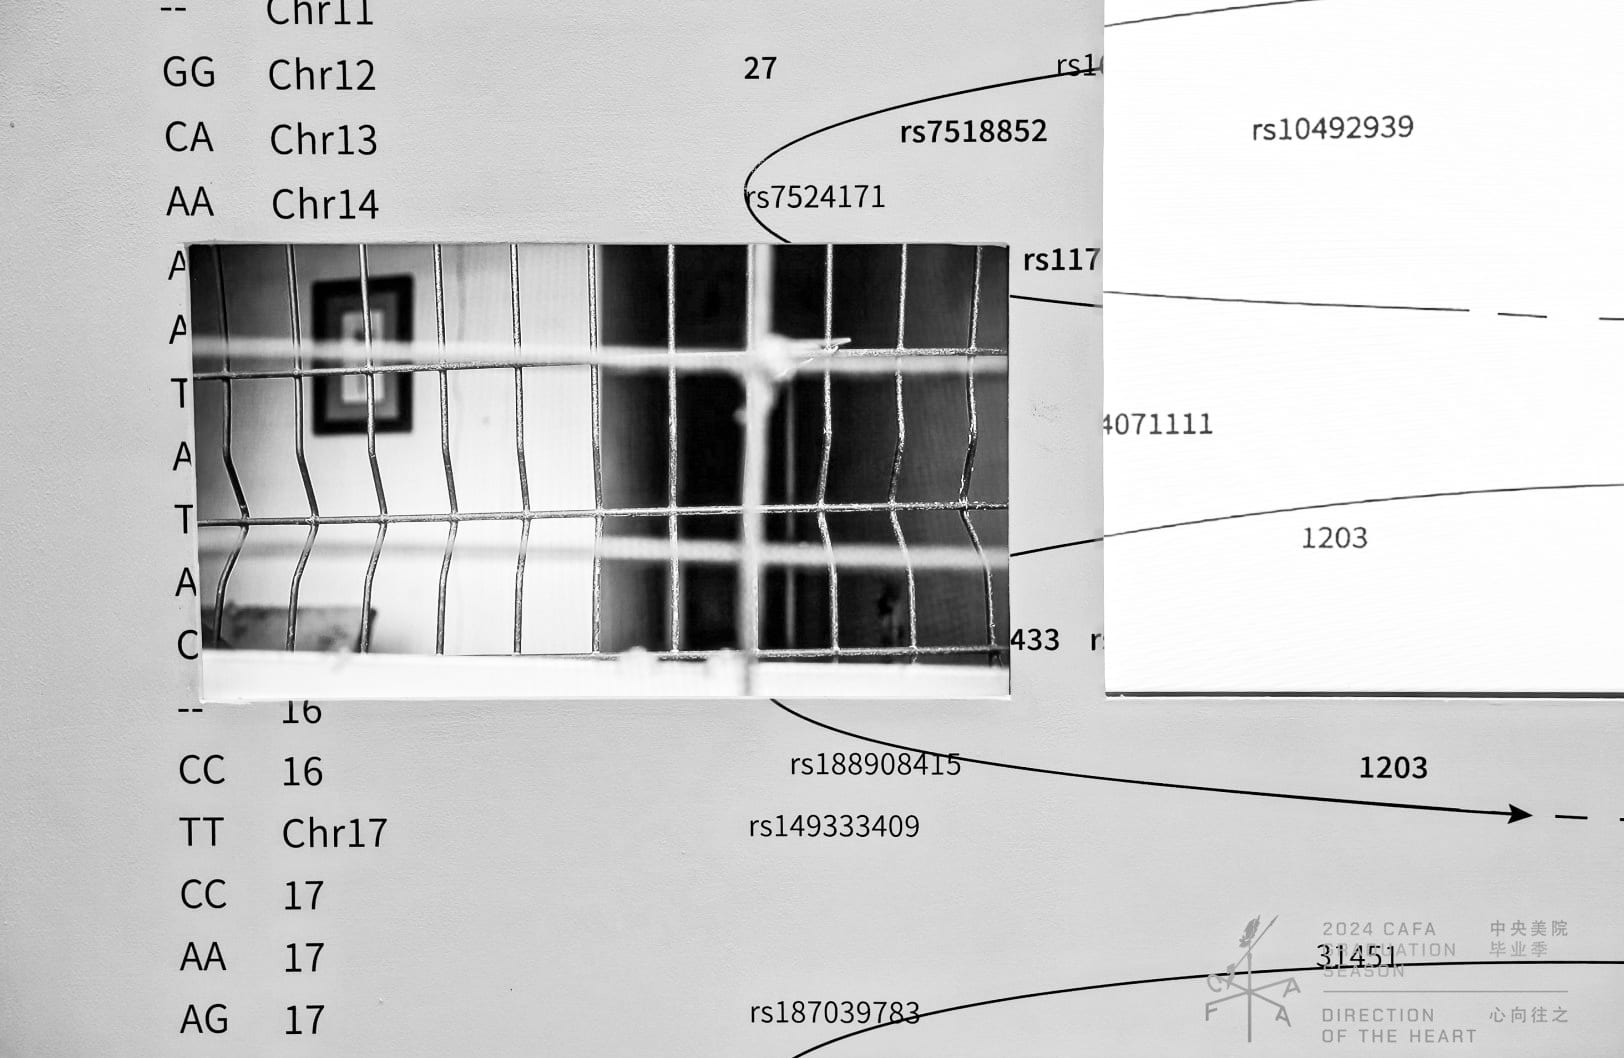 -- Chr11
GG Chr12 27
rs10492939
CA Chr13 rs7518852
AA Chr14 rs7524171
A rs117
A
T
A 4071111
T
1203
A
C 433
-- 16
CC 16 rs188908415 1203
TT Chr17 rs149333409
CC 17
AA 17 31451
AG 17 rs187039783
2024 CAFA 中央美院
GRADUATION 毕业季
SEASON
DIRECTION 心向往之
OF THE HEART
C A F A